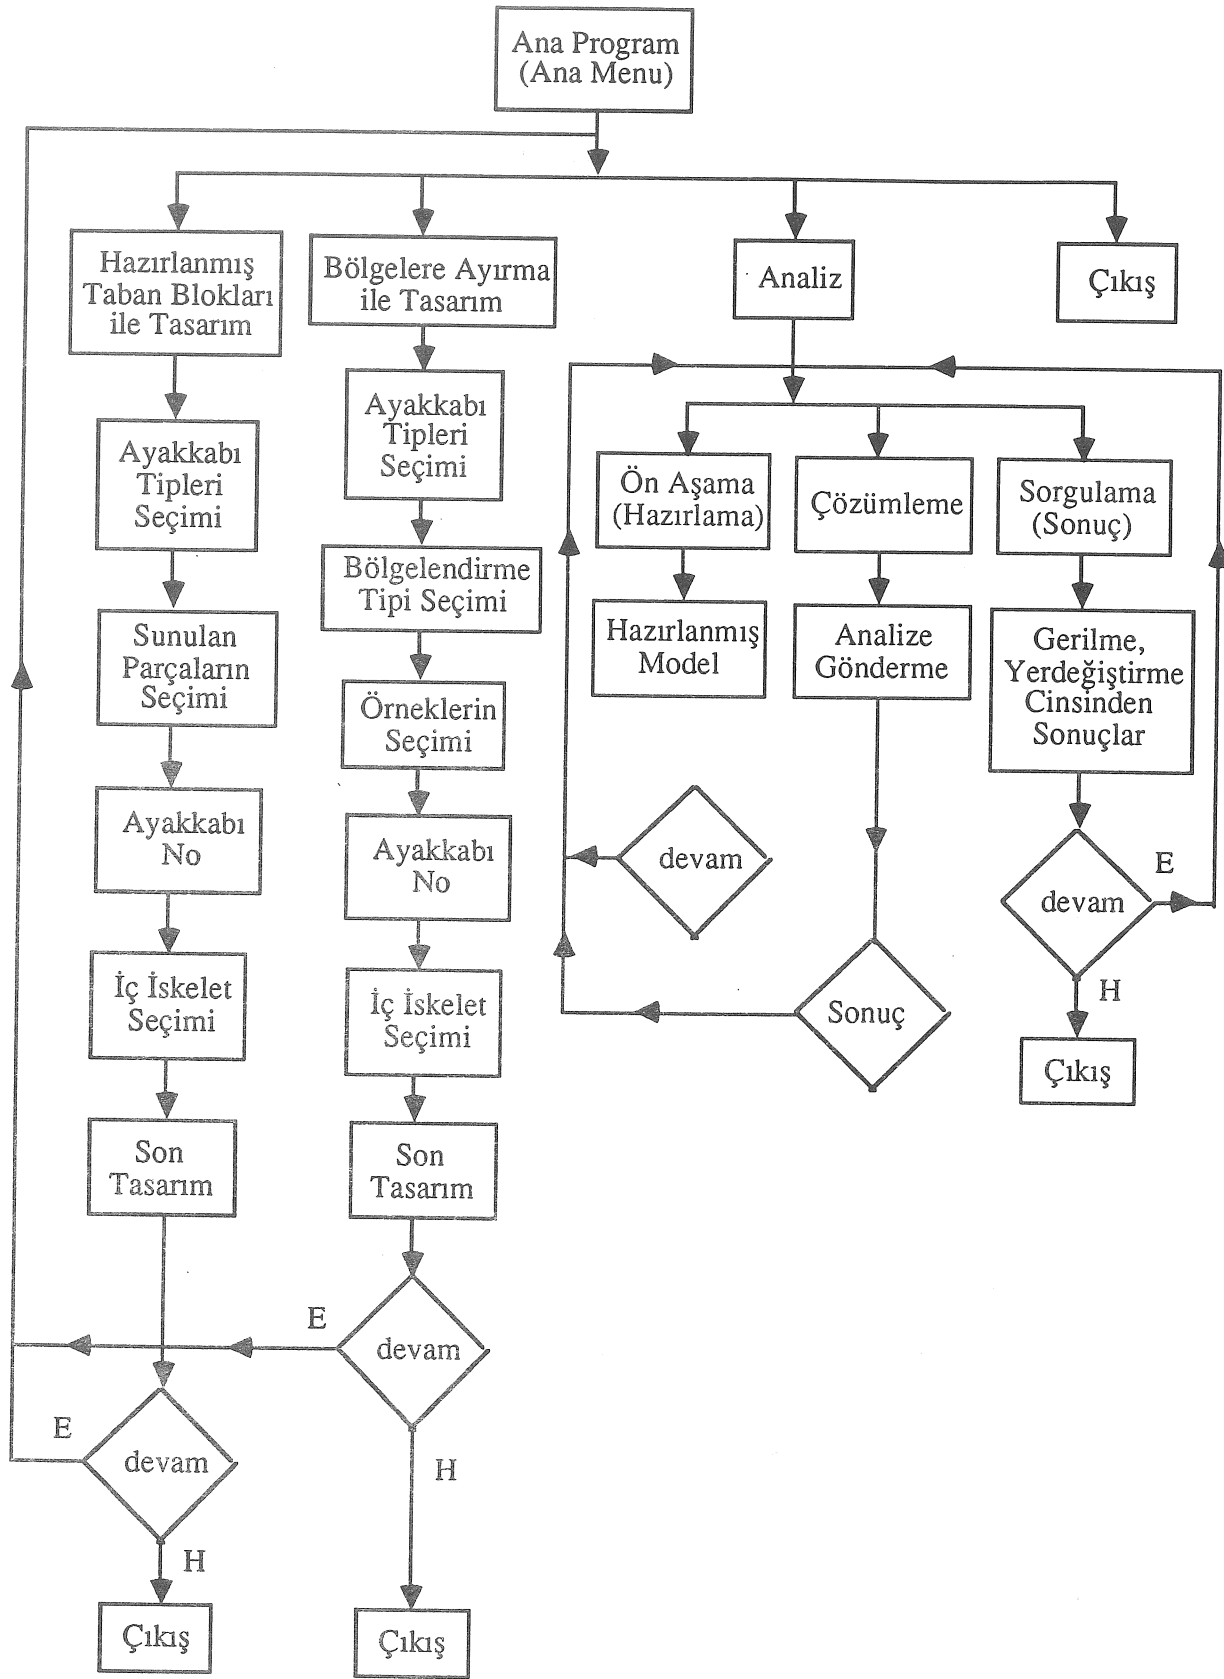 Ana Program
(Ana Menu)
Hazırlanmış
Taban Blokları
ile Tasarım
Bölgelere Ayırma
ile Tasarım
Analiz
Çıkış
Ayakkabı
Tipleri
Seçimi
Ayakkabı
Tipleri
Seçimi
Ön Aşama
(Hazırlama)
Çözümleme
Sorgulama
(Sonuç)
Sunulan
Parçaların
Seçimi
Bölgelendirme
Tipi Seçimi
Hazırlanmış
Model
Analize
Gönderme
Gerilme,
Yerdeğiştirme
Cinsinden
Sonuçlar
Örneklerin
Seçimi
Ayakkabı
No
Ayakkabı
No
devam
devam
E
H
İç İskelet
Seçimi
İç İskelet
Seçimi
Sonuç
Çıkış
Son
Tasarım
Son
Tasarım
E
devam
H
E
devam
H
Çıkış
Çıkış